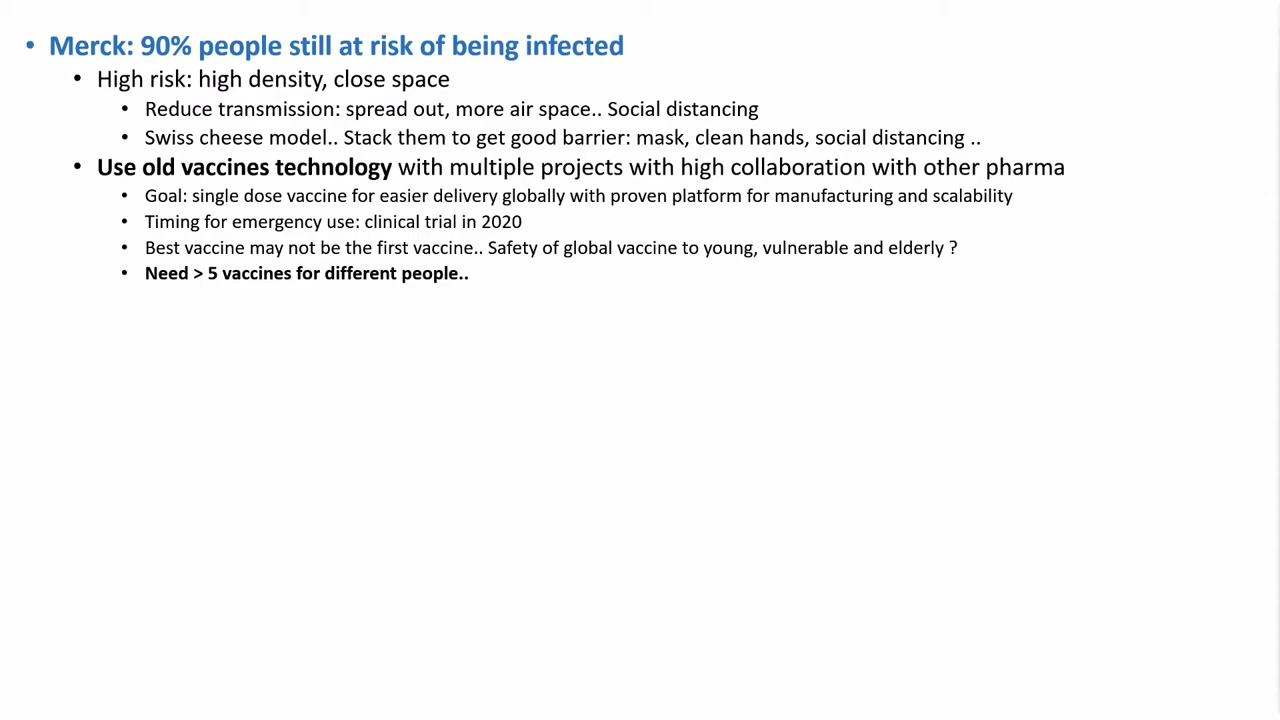 • Merck: 90% people still at risk of being infected
• High risk: high density, close space
• Reduce transmission: spread out, more air space.. Social distancing
• Swiss cheese model.. Stack them to get good barrier: mask, clean hands, social distancing ..
• Use old vaccines technology with multiple projects with high collaboration with other pharma
• Goal: single dose vaccine for easier delivery globally with proven platform for manufacturing and scalability
• Timing for emergency use: clinical trial in 2020
• Best vaccine may not be the first vaccine.. Safety of global vaccine to young, vulnerable and elderly ?
• Need > 5 vaccines for different people..